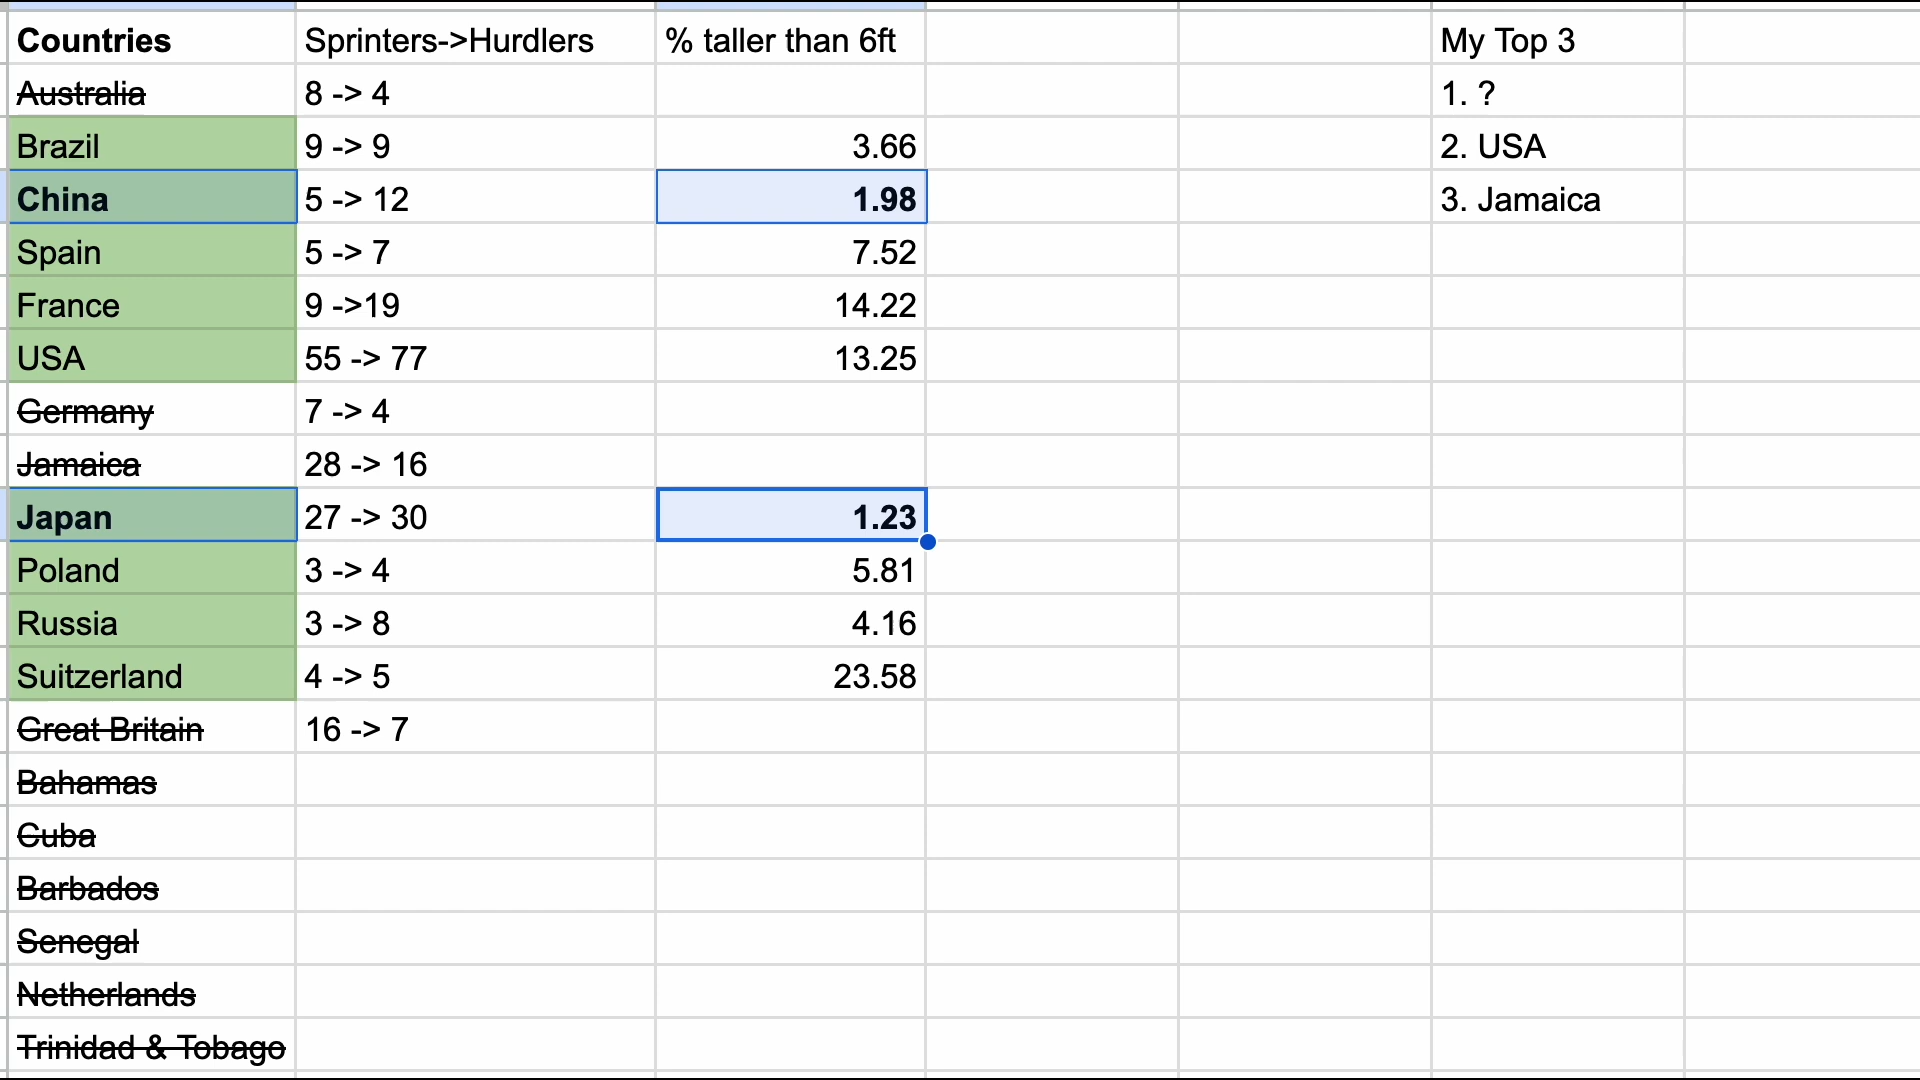 Countries Sprinters->Hurdlers % taller than 6ft My Top 3
Australia 8 -> 4 1. ?
Brazil 9 -> 9 3.66 2. USA
China 5 -> 12 1.98 3. Jamaica
Spain 5 -> 7 7.52
France 9 ->19 14.22
USA 55 -> 77 13.25
Germany 7 -> 4
Jamaica 28 -> 16
Japan 27 -> 30 1.23
Poland 3 -> 4 5.81
Russia 3 -> 8 4.16
Suitzerland 4 -> 5 23.58
Great Britain 16 -> 7
Bahamas
Cuba
Barbados
Senegal
Netherlands
Trinidad & Tobago